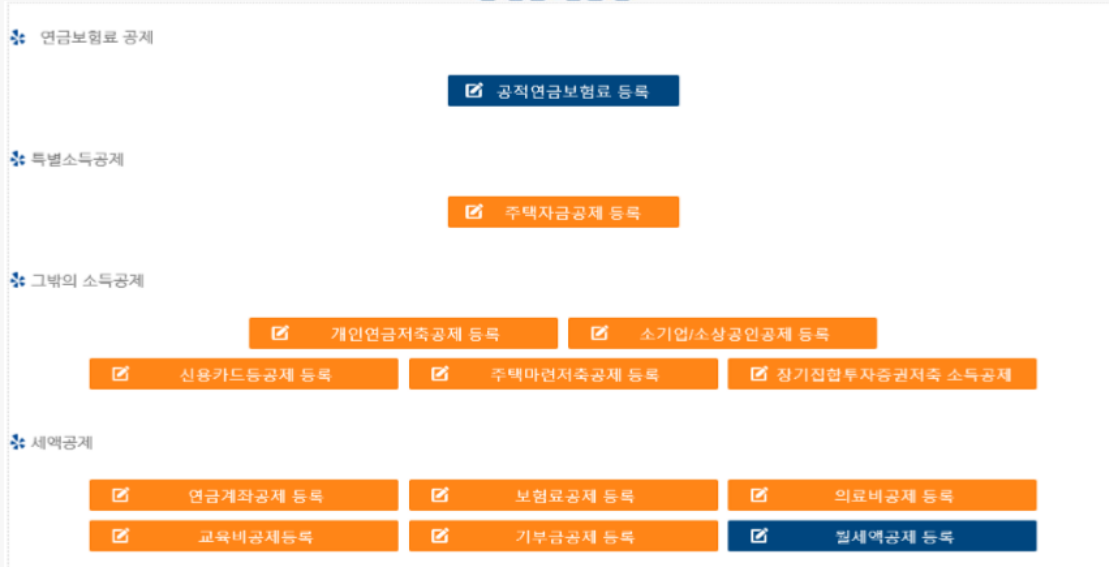 연금보험료 공제
공적연금보험료 등록
특별소득공제
주택자금공제 등록
그밖의 소득공제
개인연금저축공제 등록 소기업/소상공인공제 등록
신용카드등공제 등록 주택마련저축공제 등록 장기집합투자증권저축 소득공제
세액공제
연금계좌공제 등록 보험료공제 등록 의료비공제 등록
교육비공제등록 기부금공제 등록 월세액공제 등록